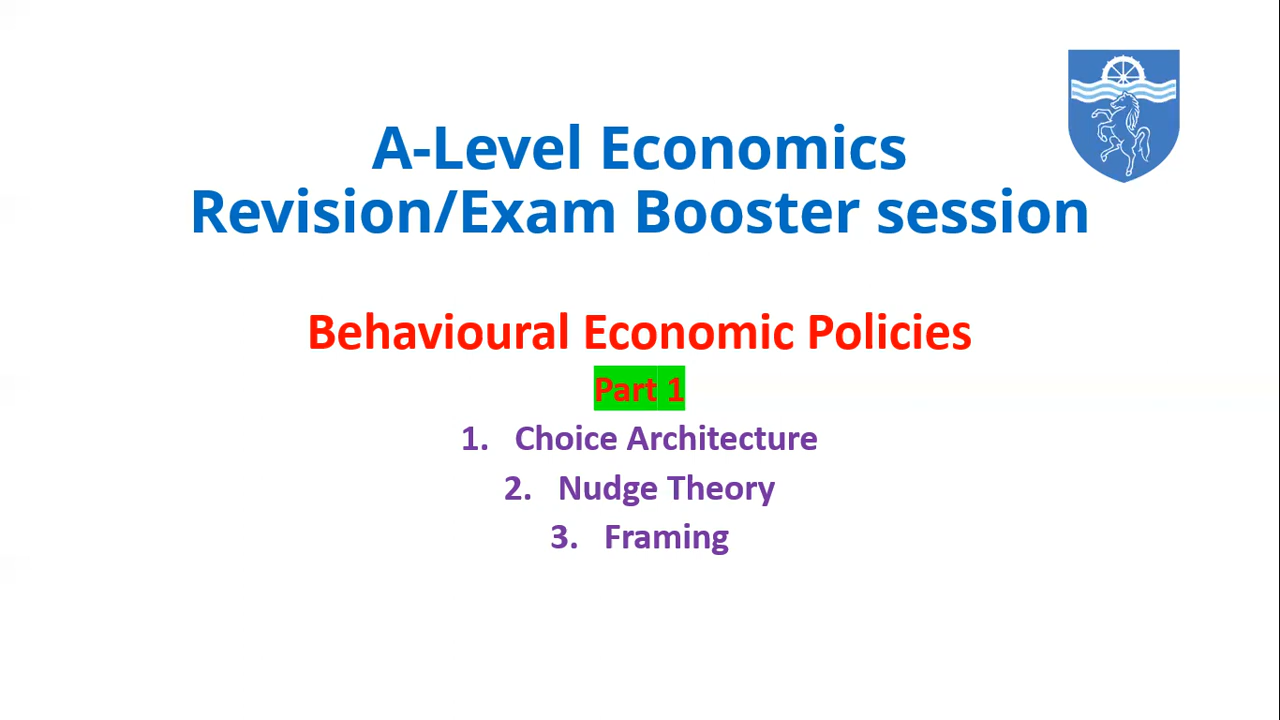 A-Level Economics
Revision/Exam Booster session
Behavioural Economic Policies
Part 1
1. Choice Architecture
2. Nudge Theory
3. Framing